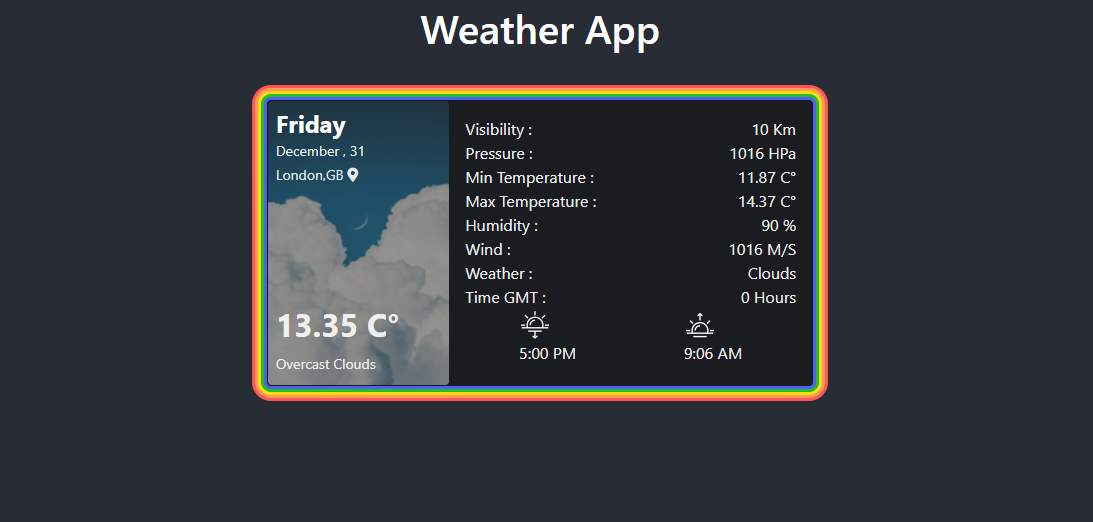 Weather App
Friday
December , 31
London,GB
13.35 C°
Overcast Clouds
Visibility : 10 Km
Pressure : 1016 HPa
Min Temperature : 11.87 C°
Max Temperature : 14.37 C°
Humidity : 90 %
Wind : 1016 M/S
Weather : Clouds
Time GMT : 0 Hours
5:00 PM 9:06 AM